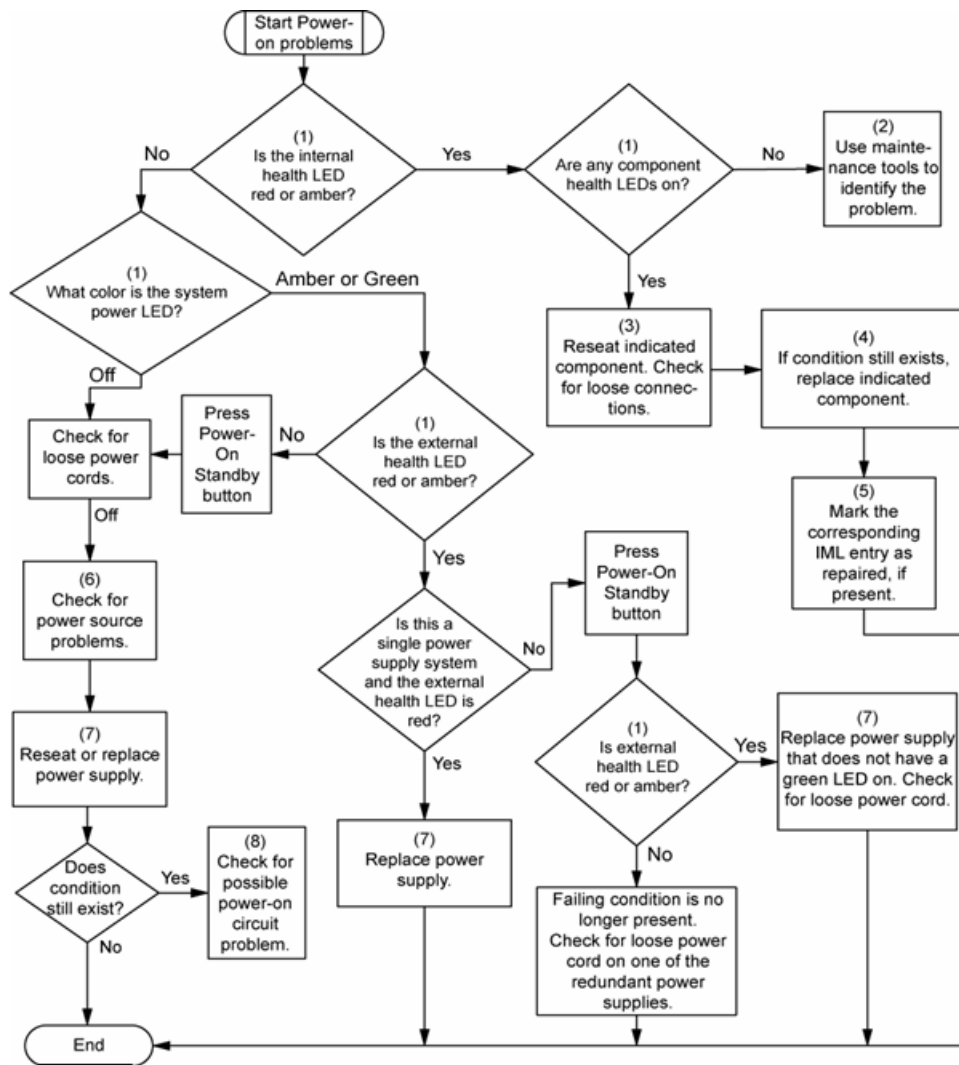 Start Power-
on problems
(1)
Is the internal
health LED
red or amber?
No
Yes
(1)
Are any component
health LEDs on?
No
(2)
Use mainte-
nance tools to
identify the
problem.
Yes
(1)
What color is the system
power LED?
Amber or Green
Off
(3)
Reseat indicated
component. Check
for loose connec-
tions.
(4)
If condition still exists,
replace indicated
component.
(5)
Mark the
corresponding
IML entry as
repaired, if
present.
Check for
loose power
cords.
Press
Power-
On
Standby
button
No
(1)
Is the external
health LED
red or amber?
Off
Yes
(6)
Check for
power source
problems.
Is this a
single power
supply system
and the external
health LED is
red?
No
Press
Power-On
Standby
button
Yes
(7)
Reseat or replace
power supply.
(1)
Is external
health LED
red or amber?
Yes
(7)
Replace power supply
that does not have a
green LED on. Check
for loose power cord.
No
(7)
Replace power
supply.
Does
condition
still exist?
Yes
(8)
Check for
possible
power-on
circuit
problem.
No
Failing condition is no
longer present.
Check for loose power
cord on one of the
redundant power
supplies.
End